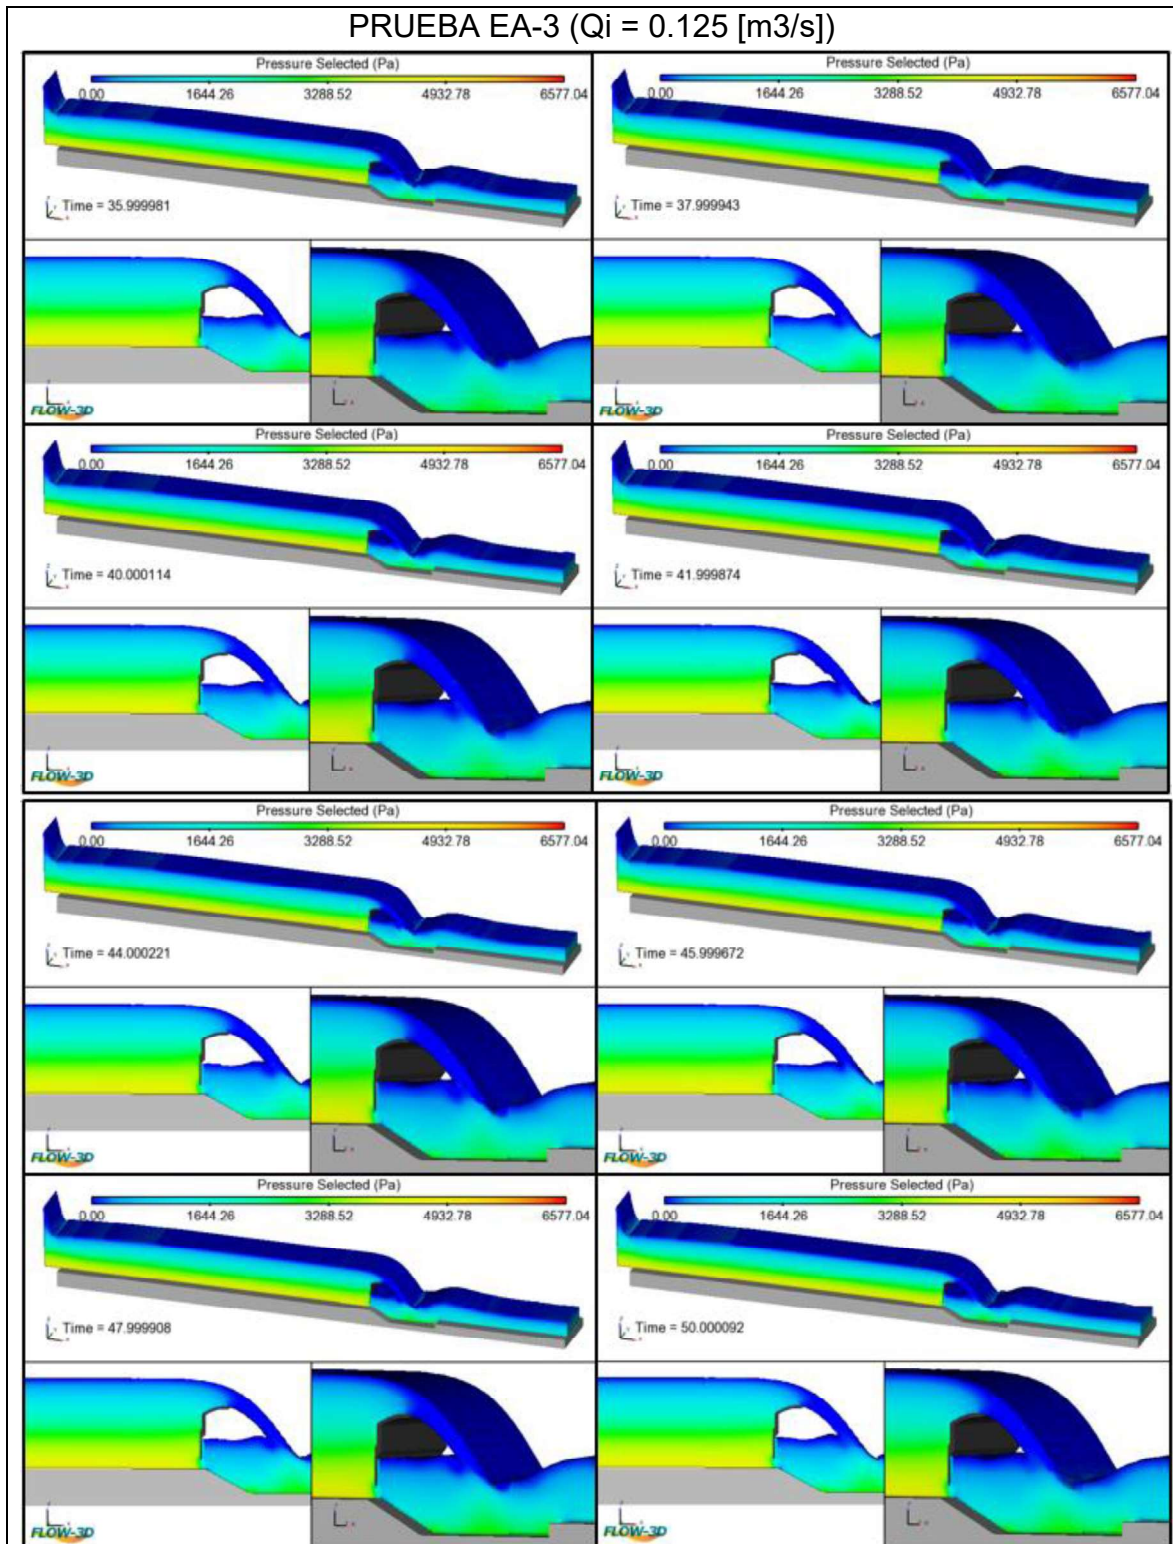 PRUEBA EA-3 (Qi = 0.125 [m3/s])
Pressure Selected (Pa)
0.00 1644.26 3288.52 4932.78 6577.04
Time = 35.999981
FLOW-3D
Pressure Selected (Pa)
0.00 1644.26 3288.52 4932.78 6577.04
Time = 37.999943
FLOW-3D
Pressure Selected (Pa)
0.00 1644.26 3288.52 4932.78 6577.04
Time = 40.000114
FLOW-3D
Pressure Selected (Pa)
0.00 1644.26 3288.52 4932.78 6577.04
Time = 41.999874
FLOW-3D
Pressure Selected (Pa)
0.00 1644.26 3288.52 4932.78 6577.04
Time = 44.000221
FLOW-3D
Pressure Selected (Pa)
0.00 1644.26 3288.52 4932.78 6577.04
Time = 45.999672
FLOW-3D
Pressure Selected (Pa)
0.00 1644.26 3288.52 4932.78 6577.04
Time = 47.999908
FLOW-3D
Pressure Selected (Pa)
0.00 1644.26 3288.52 4932.78 6577.04
Time = 50.000092
FLOW-3D